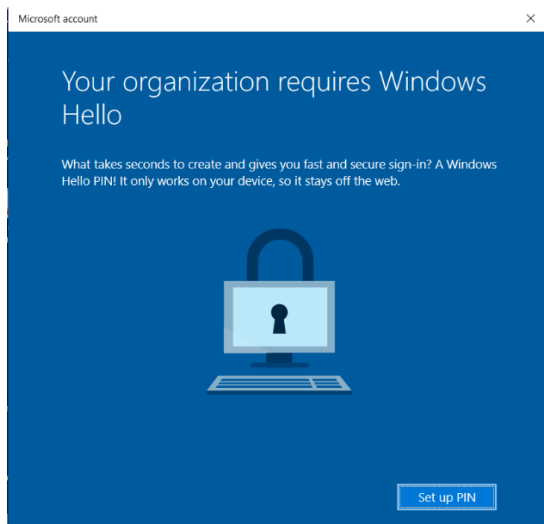 Microsoft account
Your organization requires Windows
Hello
What takes seconds to create and gives you fast and secure sign-in? A Windows
Hello PIN! It only works on your device, so it stays off the web.
Set up PIN